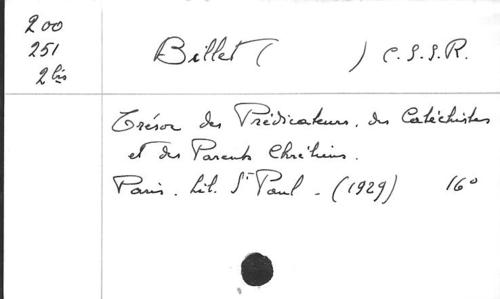 200
251
2 bis
Billet ( ) C.S.S.R.
Trésor des Prédicateurs, des Catéchistes
et des Parents Chrétiens.
Paris. Lib. St Paul - (1929) 16°